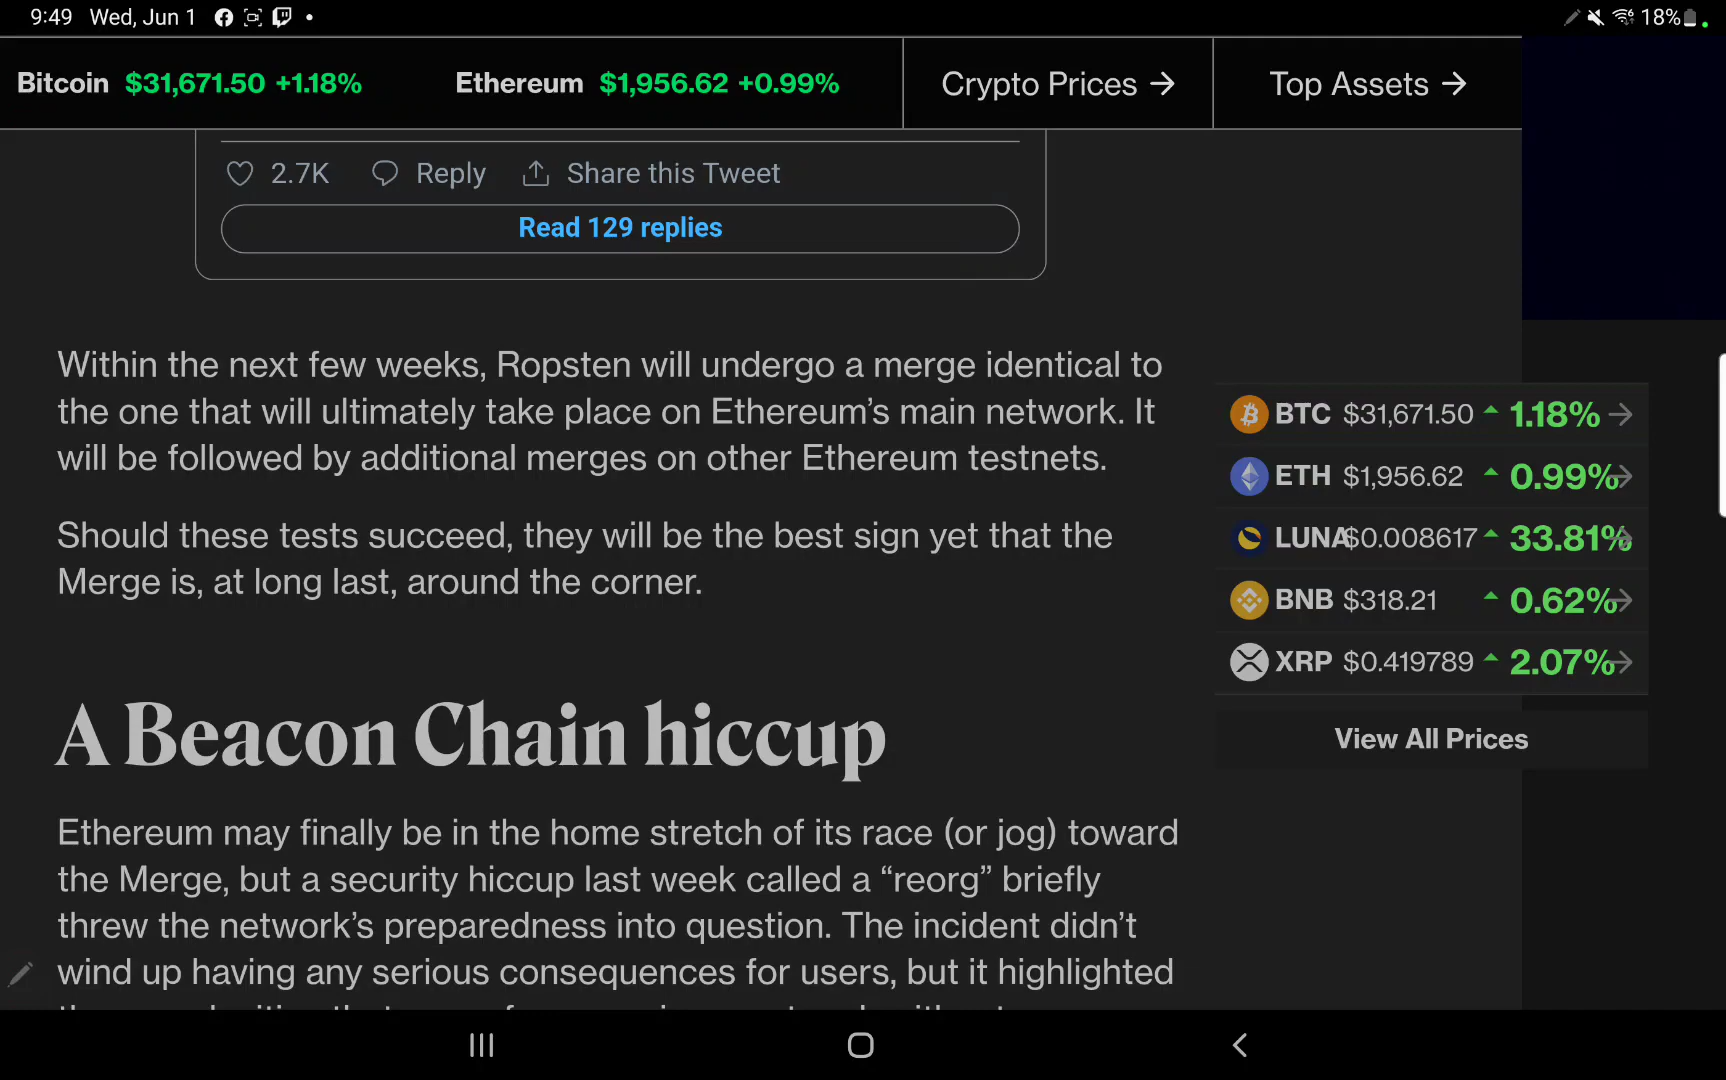 9:49 Wed, Jun 1 18%
Bitcoin $31,671.50 +1.18% Ethereum $1,956.62 +0.99% Crypto Prices → Top Assets →
2.7K Reply Share this Tweet
Read 129 replies
Within the next few weeks, Ropsten will undergo a merge identical to
the one that will ultimately take place on Ethereum’s main network. It
will be followed by additional merges on other Ethereum testnets.
Should these tests succeed, they will be the best sign yet that the
Merge is, at long last, around the corner.
A Beacon Chain hiccup
Ethereum may finally be in the home stretch of its race (or jog) toward
the Merge, but a security hiccup last week called a “reorg” briefly
threw the network’s preparedness into question. The incident didn’t
wind up having any serious consequences for users, but it highlighted
BTC $31,671.50 1.18%
ETH $1,956.62 0.99%
LUNA $0.008617 33.81%
BNB $318.21 0.62%
XRP $0.419789 2.07%
View All Prices